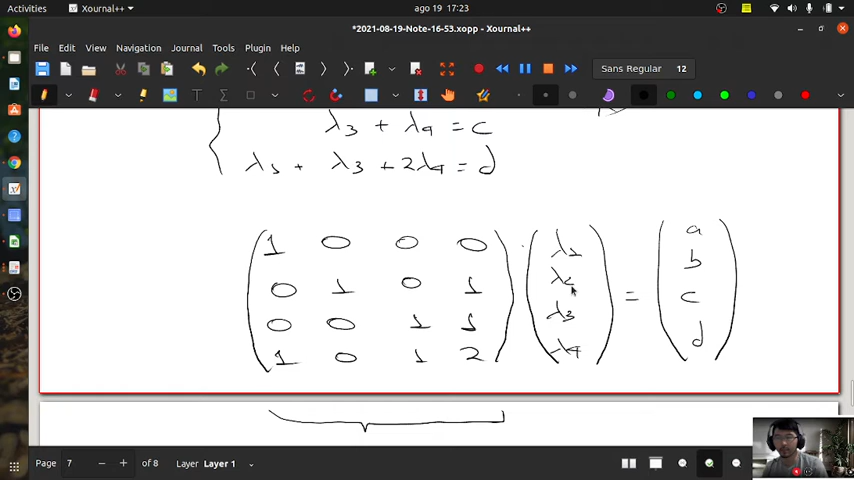 Activities Xournal++ ago 19 17:23
*2021-08-19-Note-16-53.xopp - Xournal++
File Edit View Navigation Journal Tools Plugin Help
Sans Regular 12
λ3 + λ4 = c
λ1 + λ3 + 2λ4 = d
1 0 0 0 λ1 a
0 1 0 1 λ2 b
0 0 1 1 λ3 = c
1 0 1 2 λ4 d
Page 7 of 8 Layer Layer 1